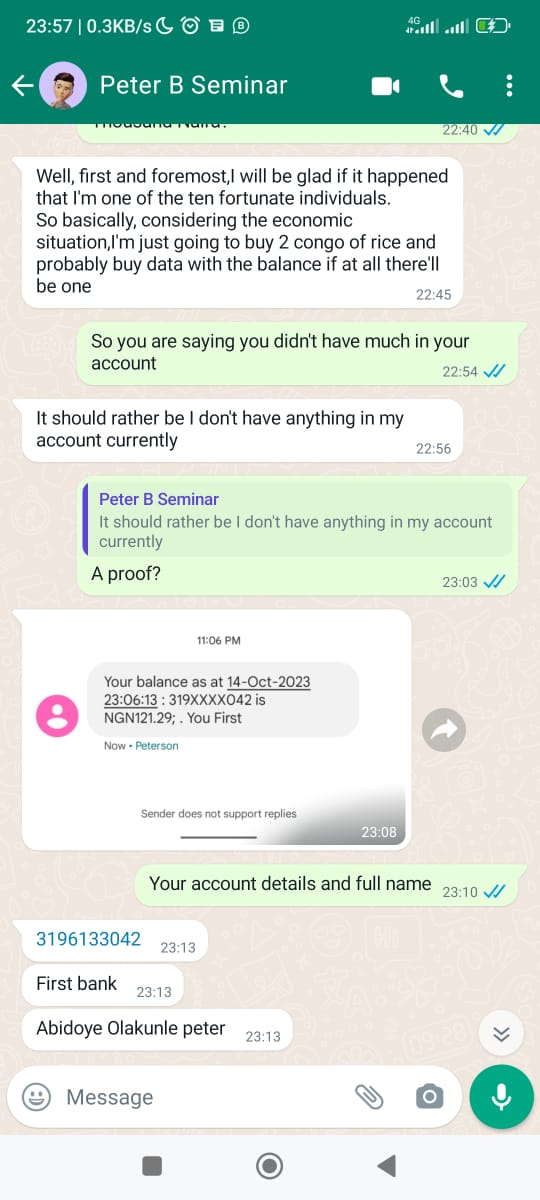 23:57 | 0.3KB/s
4G
Peter B Seminar
Thousand Naira?
22:40
Well, first and foremost,I will be glad if it happened
that I'm one of the ten fortunate individuals.
So basically, considering the economic
situation,I'm just going to buy 2 congo of rice and
probably buy data with the balance if at all there'll
be one
22:45
So you are saying you didn't have much in your
account
22:54
It should rather be I don't have anything in my
account currently
22:56
Peter B Seminar
It should rather be I don't have anything in my account
currently
A proof?
23:03
11:06 PM
Your balance as at 14-Oct-2023
23:06:13 : 319XXXX042 is
NGN121.29; . You First
Now • Peterson
Sender does not support replies
23:08
Your account details and full name
23:10
3196133042
23:13
First bank
23:13
Abidoye Olakunle peter
23:13
Message